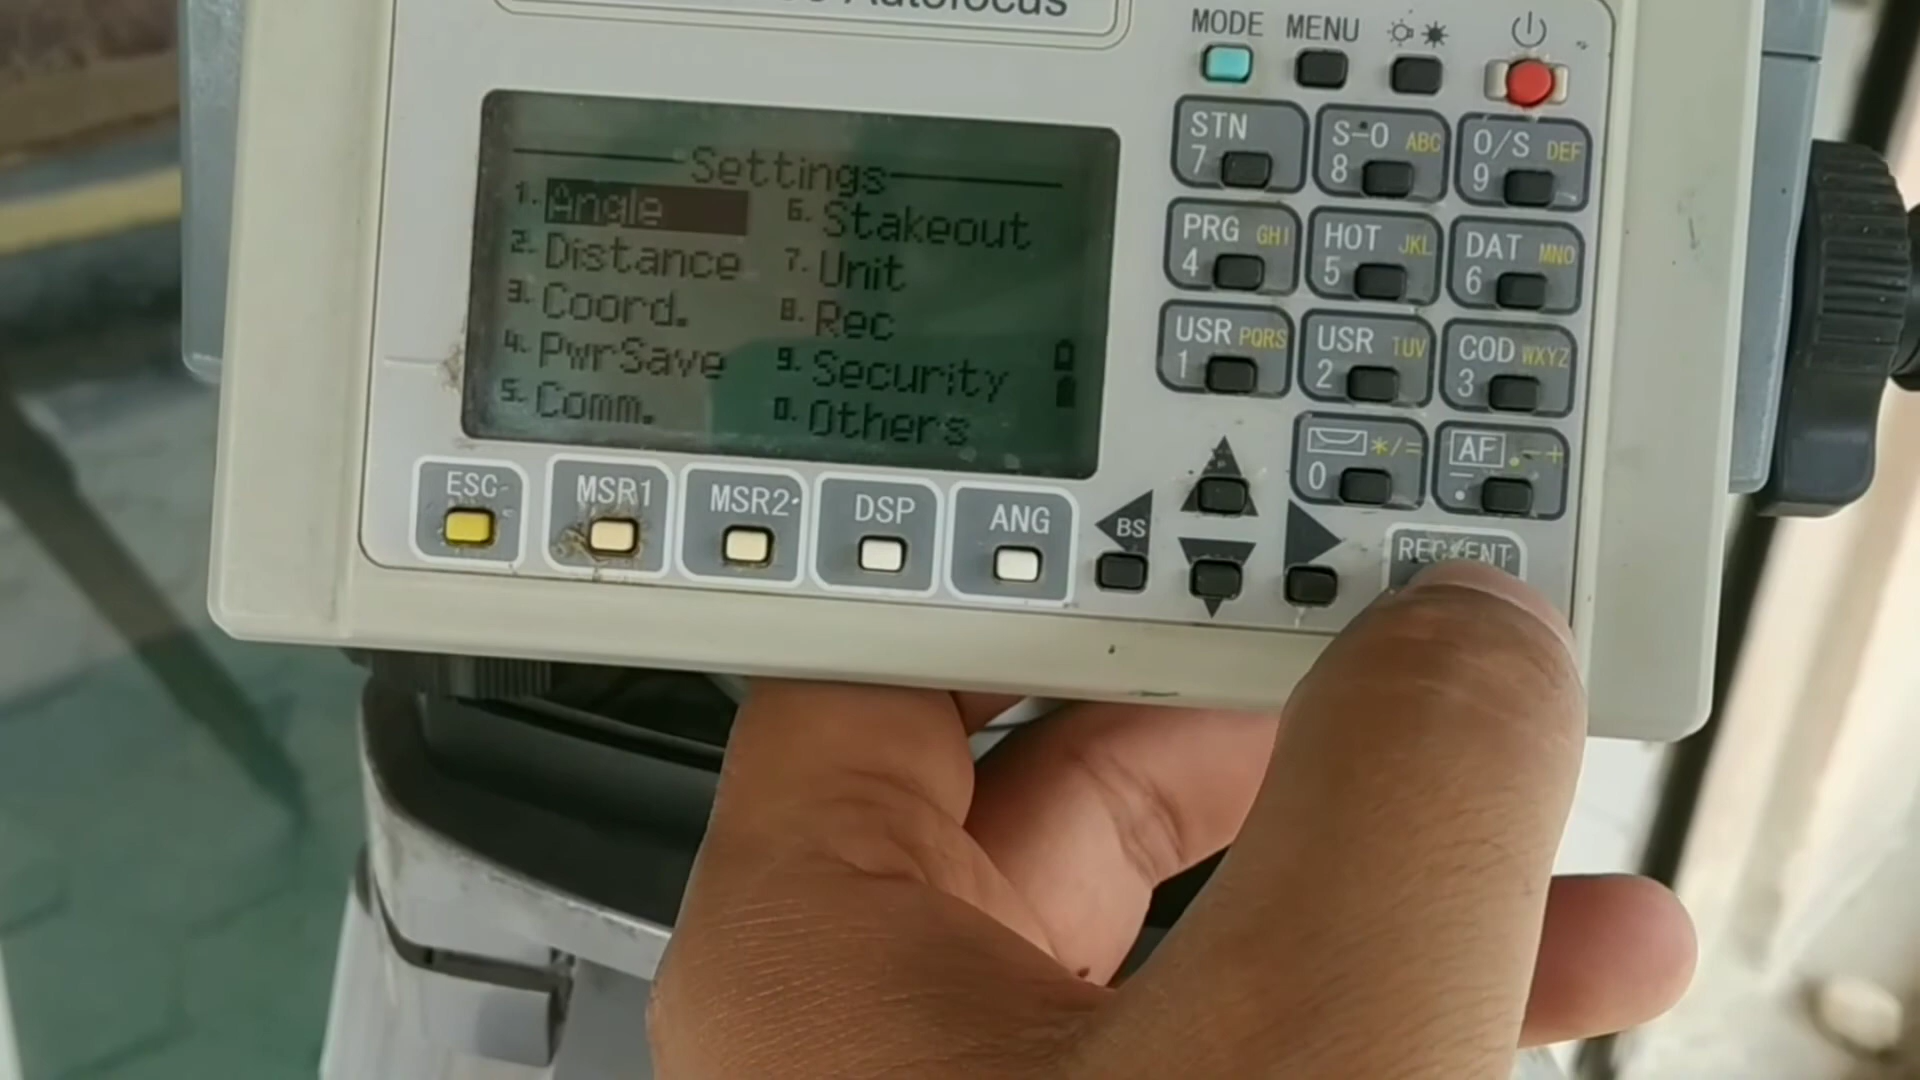 Autofocus
MODE MENU
Settings
1. Angle
2. Distance
3. Coord.
4. PwrSave
5. Comm.
6. Stakeout
7. Unit
8. Rec
9. Security
0. Others
STN
7
S-O ABC
8
O/S DEF
9
PRG GHI
4
HOT JKL
5
DAT MNO
6
USR PQRS
1
USR TUV
2
COD WXYZ
3
*/=
0
AF .-+
.
ESC
MSR1
MSR2
DSP
ANG
BS
REC/ENT